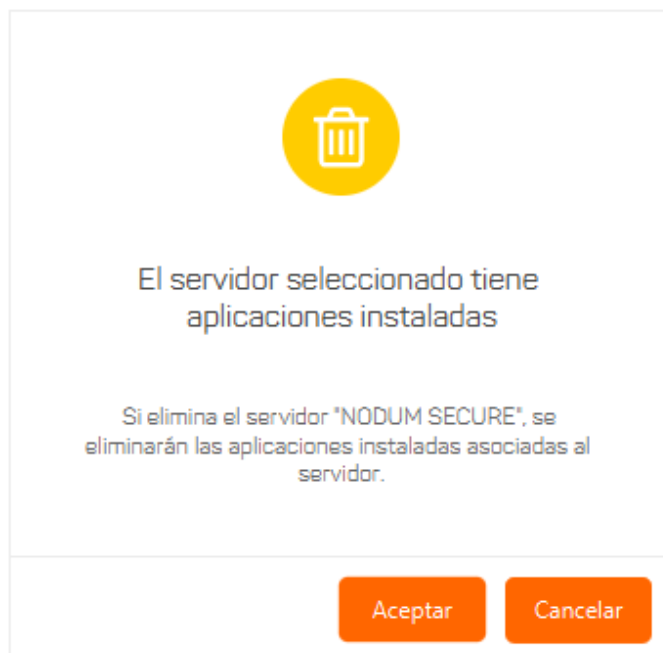 El servidor seleccionado tiene
aplicaciones instaladas
Si elimina el servidor "NODUM SECURE", se
eliminarán las aplicaciones instaladas asociadas al
servidor.
Aceptar
Cancelar